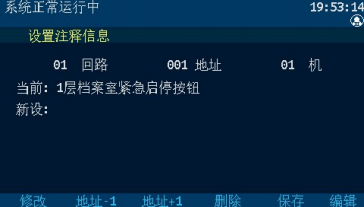 系统正常运行中 19:53:14
设置注释信息
01 回路 001 地址 01 机
当前: 1层档案室紧急启停按钮
新设:
修改 地址-1 地址+1 删除 保存 编辑